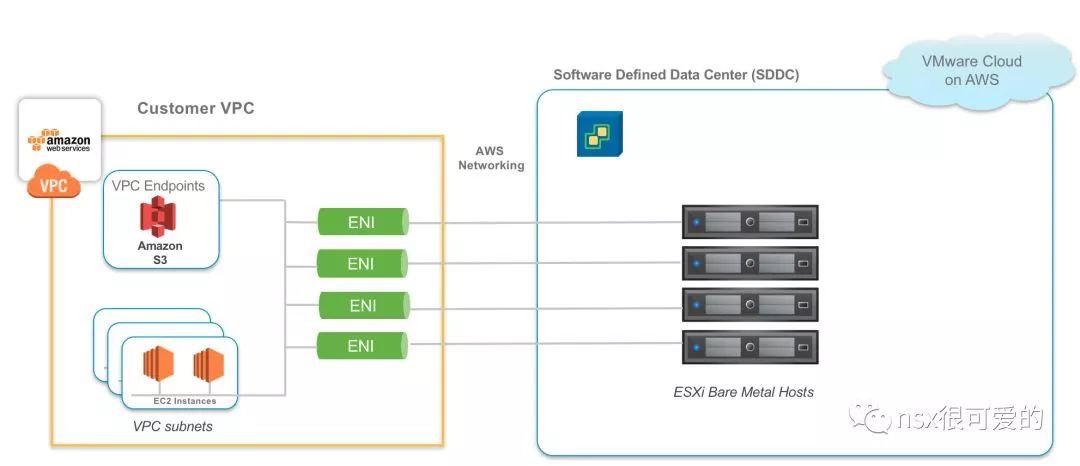 VMware Cloud
on AWS
Software Defined Data Center (SDDC)
Customer VPC
amazon
web services
VPC
AWS
Networking
VPC Endpoints
Amazon
S3
ENI
ENI
ENI
ENI
EC2 Instances
VPC subnets
ESXi Bare Metal Hosts
nsx很可爱的